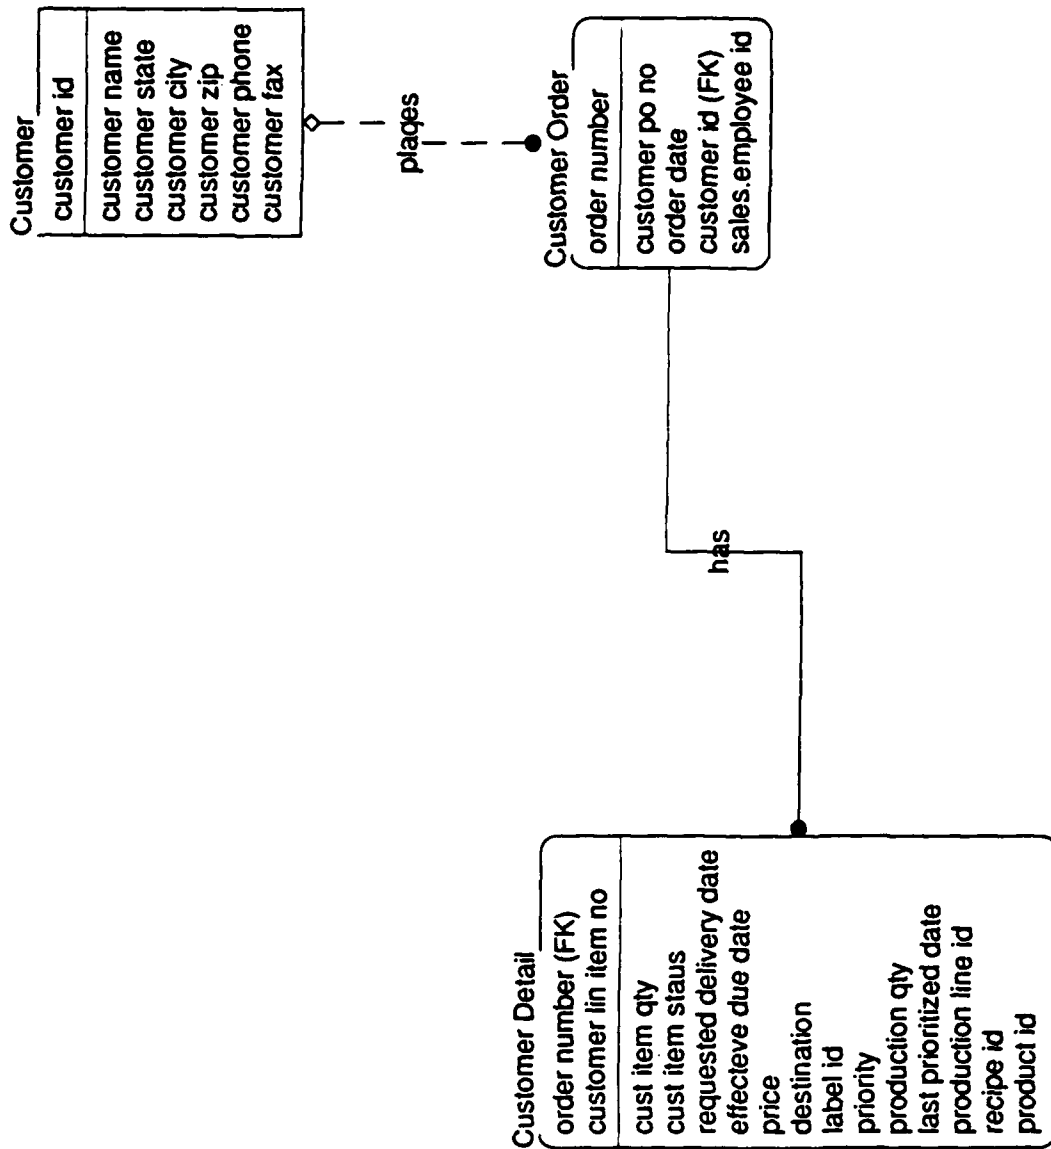 Customer
customer id
customer name
customer state
customer city
customer zip
customer phone
customer fax
places
Customer Order
order number
customer po no
order date
customer id (FK)
sales.employee id
has
Customer Detail
order number (FK)
customer lin item no
cust item qty
cust item staus
requested delivery date
effecteve due date
price
destination
label id
priority
production qty
last prioritized date
production line id
recipe id
product id